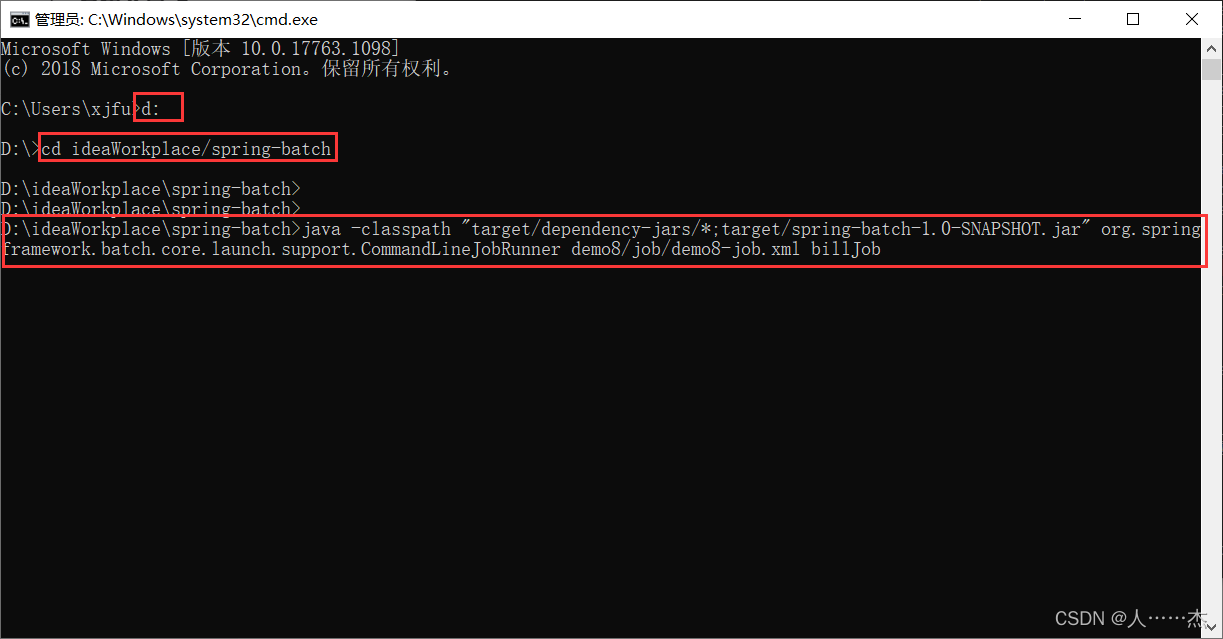 管理员: C:\Windows\system32\cmd.exe
Microsoft Windows [版本 10.0.17763.1098]
(c) 2018 Microsoft Corporation。保留所有权利。
C:\Users\xjfu>d:
D:\>cd ideaWorkplace/spring-batch
D:\ideaWorkplace\spring-batch>
D:\ideaWorkplace\spring-batch>
D:\ideaWorkplace\spring-batch>java -classpath "target/dependency-jars/*;target/spring-batch-1.0-SNAPSHOT.jar" org.spring
framework.batch.core.launch.support.CommandLineJobRunner demo8/job/demo8-job.xml billJob
CSDN @人……杰